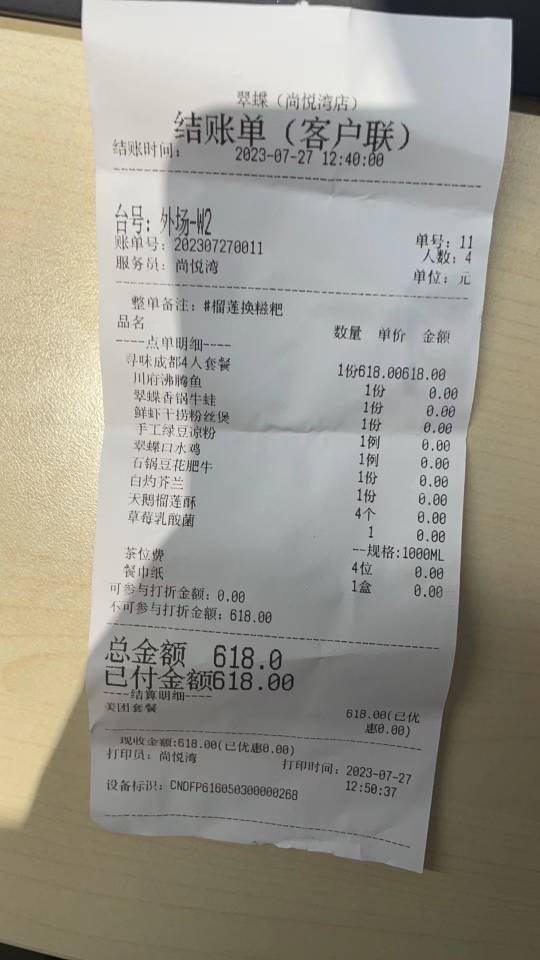 翠蝶（尚悦湾店）
结账单（客户联）
结账时间： 2023-07-27 12:40:00
台号：外场-W2
账单号：202307270011 单号：11
服务员：尚悦湾 人数：4
单位：元
整单备注：#榴莲换糍粑
品名 数量 单价 金额
----点单明细----
寻味成都4人套餐 1份618.00618.00
川府沸腾鱼 1份 0.00
翠蝶香锅牛蛙 1份 0.00
鲜虾干捞粉丝煲 1份 0.00
手工绿豆凉粉 1例 0.00
翠蝶口水鸡 1例 0.00
石锅豆花肥牛 1份 0.00
白灼芥兰 1份 0.00
天鹅榴莲酥 4个 0.00
草莓乳酸菌 1 0.00
--规格:1000ML
茶位费 4位 0.00
餐巾纸 1盒 0.00
可参与打折金额：0.00
不可参与打折金额：618.00
总金额 618.0
已付金额618.00
----结算明细----
美团套餐 618.00(已优
惠0.00)
现收金额:618.00(已优惠0.00)
打印员：尚悦湾 打印时间：2023-07-27
12:50:37
设备标识：CNDFP616050300000268